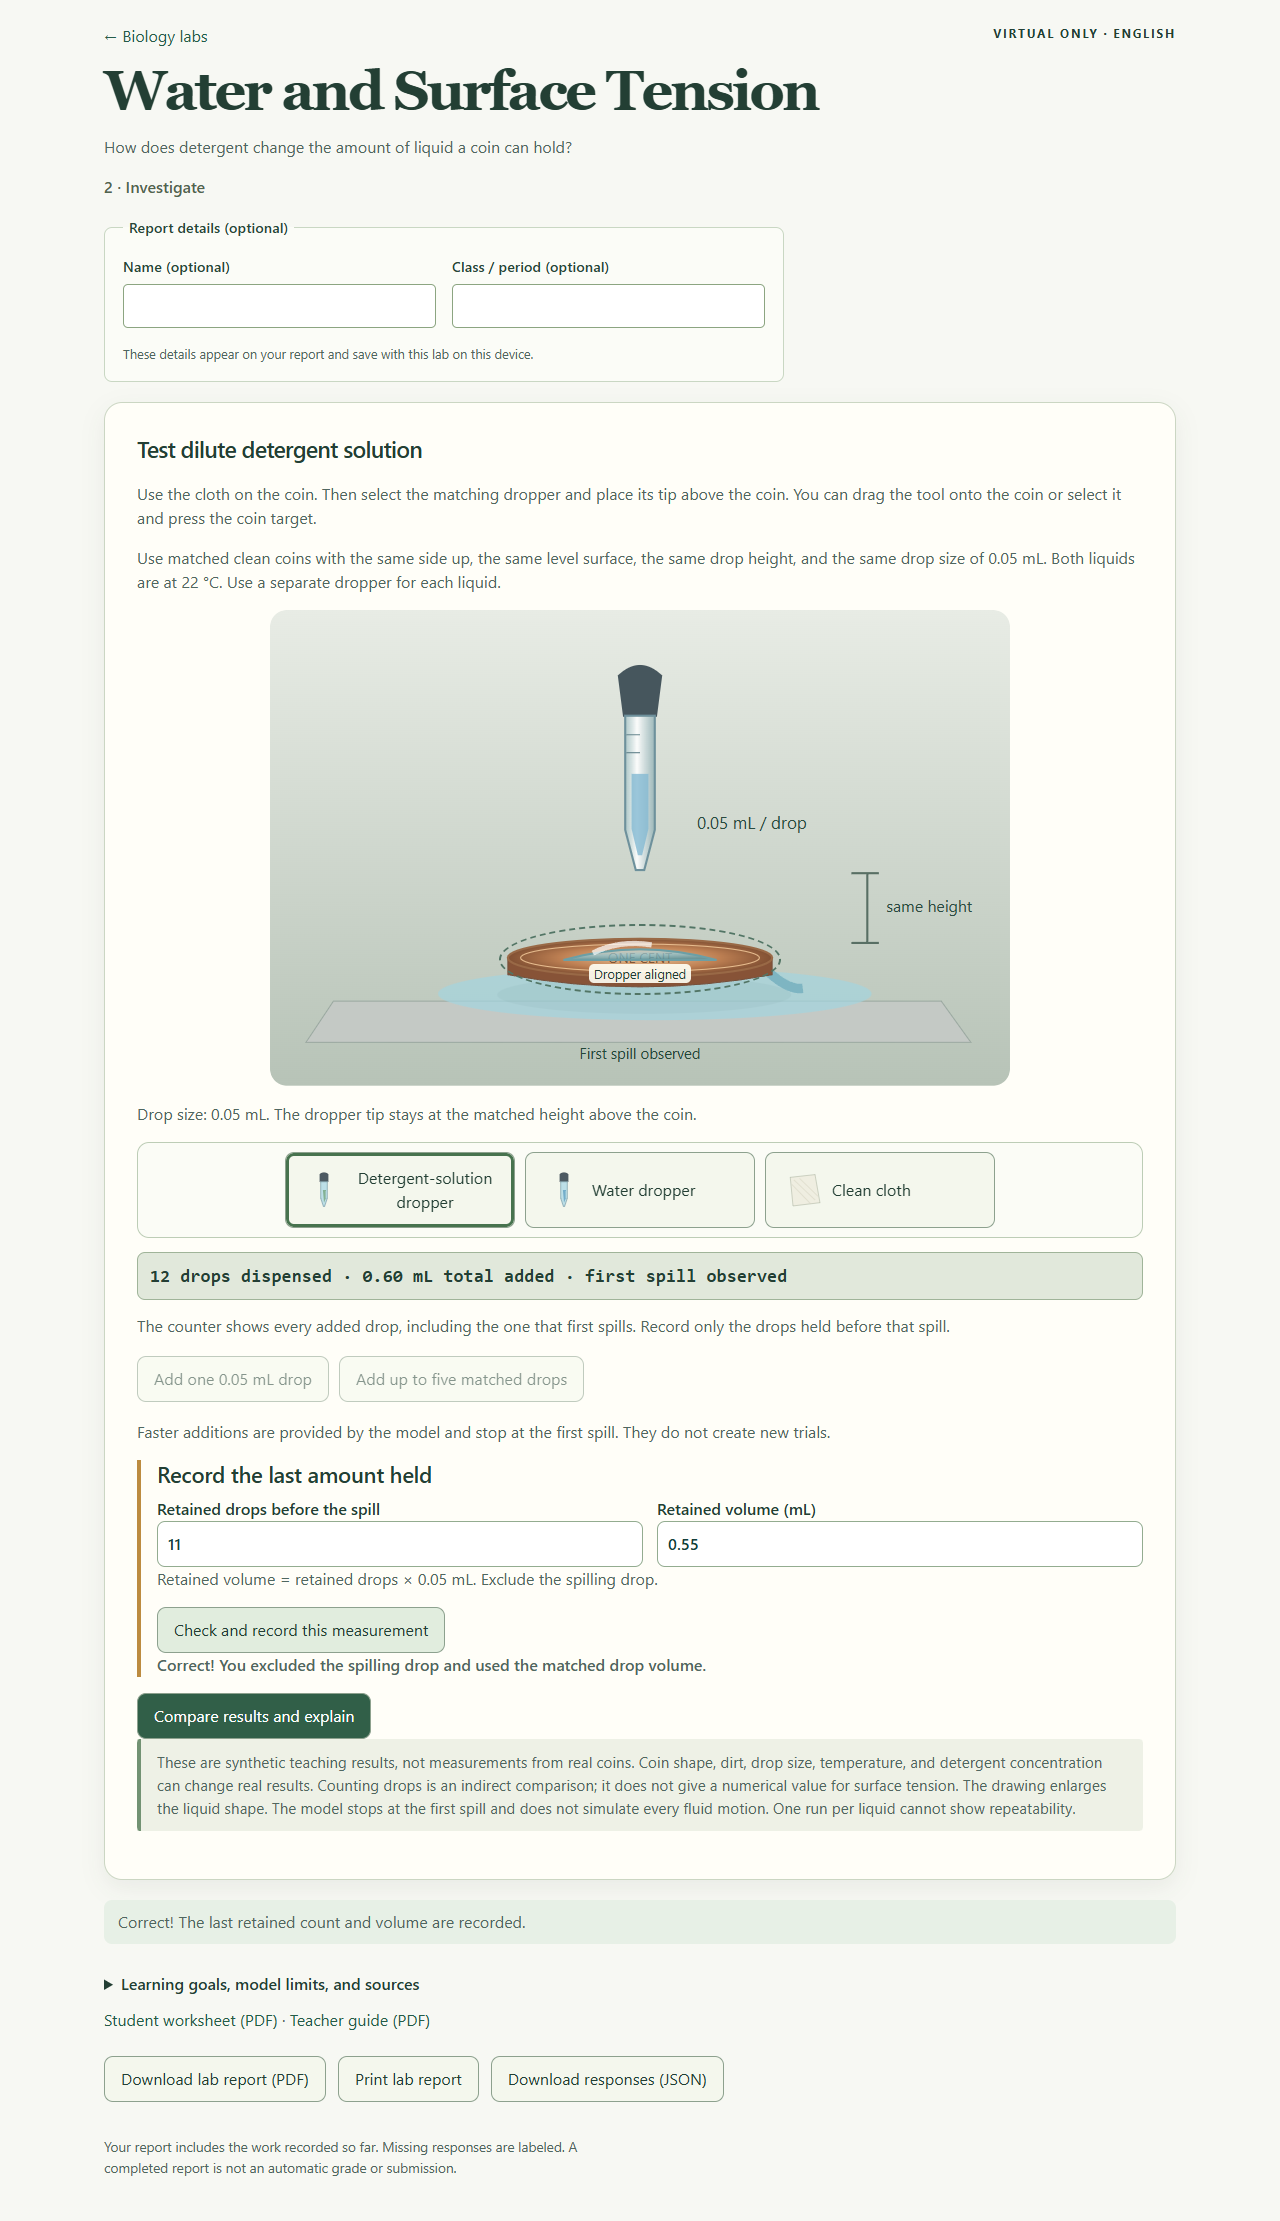 ← Biology labs
VIRTUAL ONLY · ENGLISH
Water and Surface Tension
How does detergent change the amount of liquid a coin can hold?
2 · Investigate
Report details (optional)
Name (optional)
Class / period (optional)
These details appear on your report and save with this lab on this device.
Test dilute detergent solution
Use the cloth on the coin. Then select the matching dropper and place its tip above the coin. You can drag the tool onto the coin or select it
and press the coin target.
Use matched clean coins with the same side up, the same level surface, the same drop height, and the same drop size of 0.05 mL. Both liquids
are at 22 °C. Use a separate dropper for each liquid.
0.05 mL / drop
same height
ONE CENT
Dropper aligned
First spill observed
Drop size: 0.05 mL. The dropper tip stays at the matched height above the coin.
Detergent-solution
dropper
Water dropper
Clean cloth
12 drops dispensed · 0.60 mL total added · first spill observed
The counter shows every added drop, including the one that first spills. Record only the drops held before that spill.
Add one 0.05 mL drop
Add up to five matched drops
Faster additions are provided by the model and stop at the first spill. They do not create new trials.
Record the last amount held
Retained drops before the spill
Retained volume (mL)
11
0.55
Retained volume = retained drops × 0.05 mL. Exclude the spilling drop.
Check and record this measurement
Correct! You excluded the spilling drop and used the matched drop volume.
Compare results and explain
These are synthetic teaching results, not measurements from real coins. Coin shape, dirt, drop size, temperature, and detergent concentration
can change real results. Counting drops is an indirect comparison; it does not give a numerical value for surface tension. The drawing enlarges
the liquid shape. The model stops at the first spill and does not simulate every fluid motion. One run per liquid cannot show repeatability.
Correct! The last retained count and volume are recorded.
▶ Learning goals, model limits, and sources
Student worksheet (PDF) · Teacher guide (PDF)
Download lab report (PDF)
Print lab report
Download responses (JSON)
Your report includes the work recorded so far. Missing responses are labeled. A
completed report is not an automatic grade or submission.